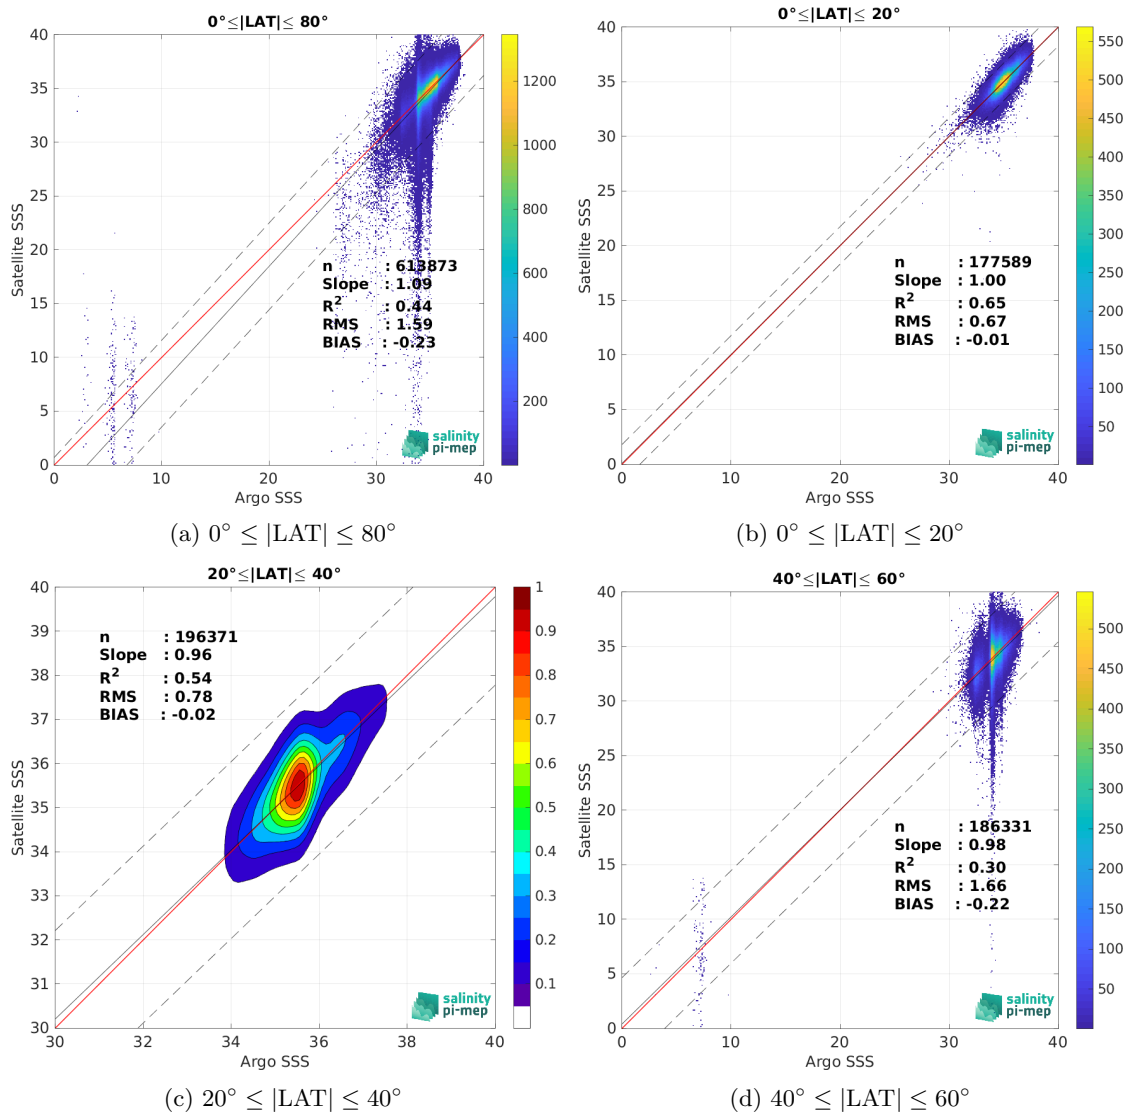 0°≤|LAT|≤ 80°
40
35
30
25
20
15
10
5
0
Satellite SSS
0
10
20
30
40
Argo SSS
n : 613873
Slope : 1.09
R² : 0.44
RMS : 1.59
BIAS : -0.23
salinity
pi-mep
1200
1000
800
600
400
200
(a) 0° ≤ |LAT| ≤ 80°
0°≤|LAT|≤ 20°
40
35
30
25
20
15
10
5
0
Satellite SSS
0
10
20
30
40
Argo SSS
n : 177589
Slope : 1.00
R² : 0.65
RMS : 0.67
BIAS : -0.01
salinity
pi-mep
550
500
450
400
350
300
250
200
150
100
50
(b) 0° ≤ |LAT| ≤ 20°
20°≤|LAT|≤ 40°
40
39
38
37
36
35
34
33
32
31
30
Satellite SSS
30
32
34
36
38
40
Argo SSS
n : 196371
Slope : 0.96
R² : 0.54
RMS : 0.78
BIAS : -0.02
salinity
pi-mep
1
0.9
0.8
0.7
0.6
0.5
0.4
0.3
0.2
0.1
(c) 20° ≤ |LAT| ≤ 40°
40°≤|LAT|≤ 60°
40
35
30
25
20
15
10
5
0
Satellite SSS
0
10
20
30
40
Argo SSS
n : 186331
Slope : 0.98
R² : 0.30
RMS : 1.66
BIAS : -0.22
salinity
pi-mep
500
450
400
350
300
250
200
150
100
50
(d) 40° ≤ |LAT| ≤ 60°